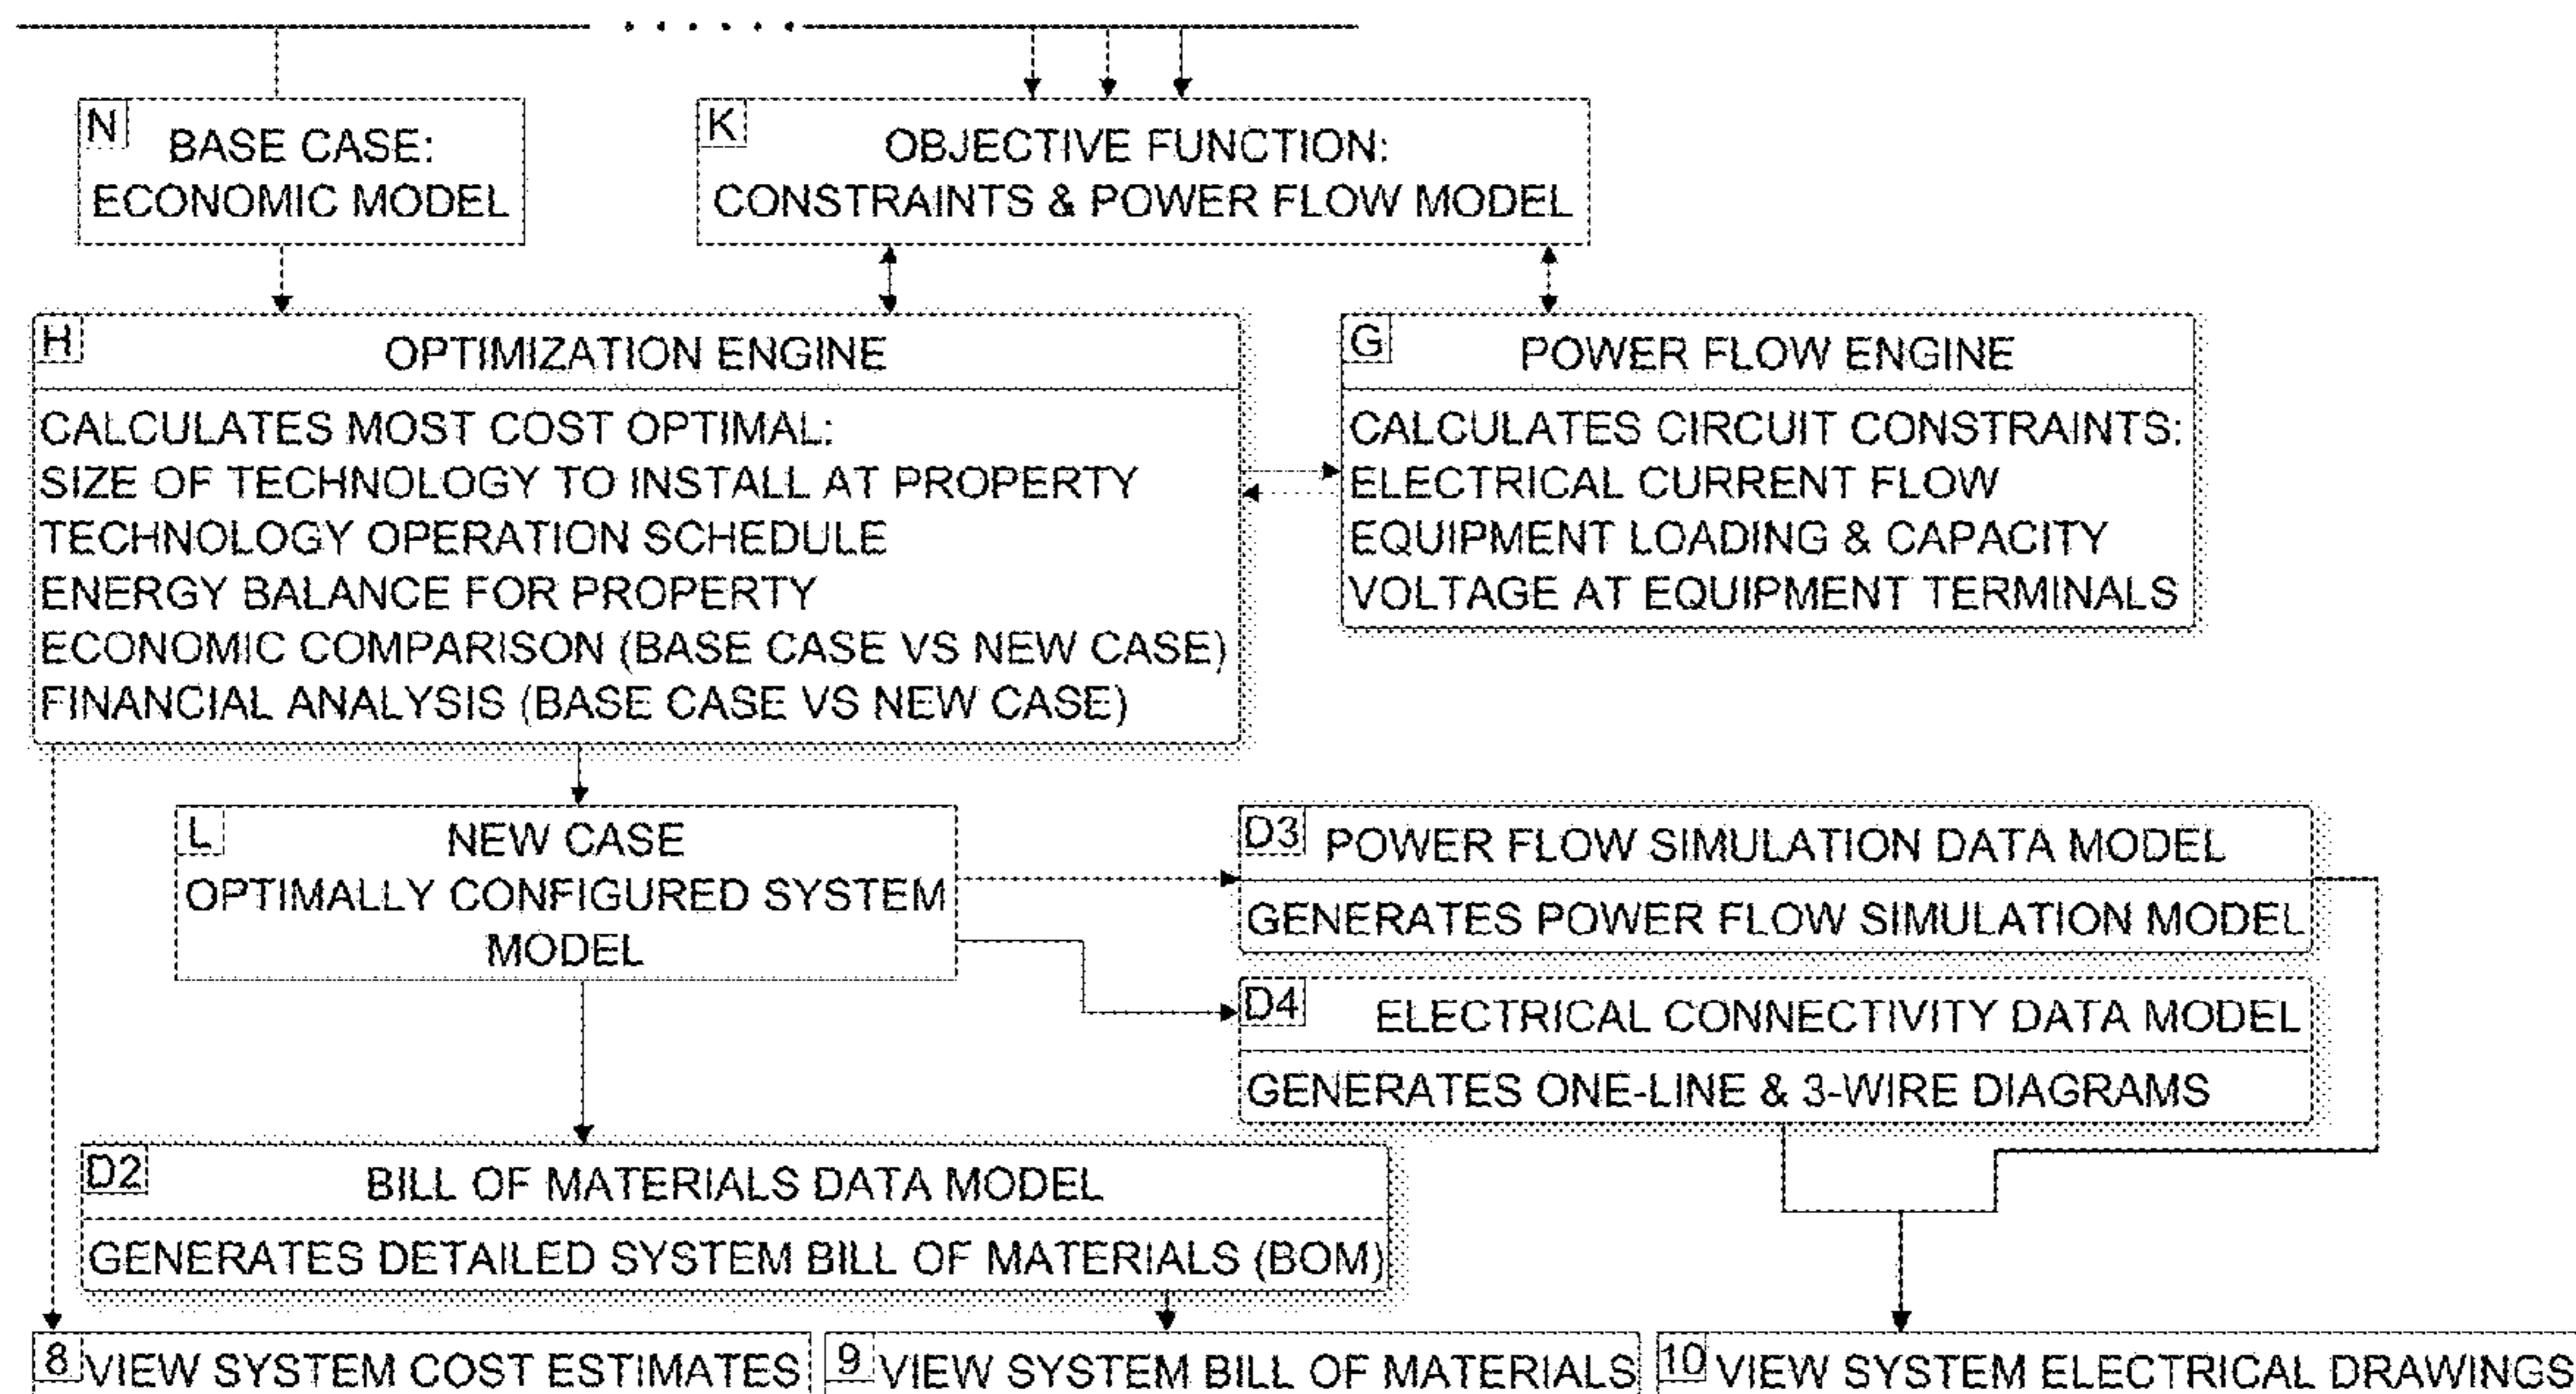 N
BASE CASE:
ECONOMIC MODEL
K
OBJECTIVE FUNCTION:
CONSTRAINTS & POWER FLOW MODEL
H
OPTIMIZATION ENGINE
CALCULATES MOST COST OPTIMAL:
SIZE OF TECHNOLOGY TO INSTALL AT PROPERTY
TECHNOLOGY OPERATION SCHEDULE
ENERGY BALANCE FOR PROPERTY
ECONOMIC COMPARISON (BASE CASE VS NEW CASE)
FINANCIAL ANALYSIS (BASE CASE VS NEW CASE)
G
POWER FLOW ENGINE
CALCULATES CIRCUIT CONSTRAINTS:
ELECTRICAL CURRENT FLOW
EQUIPMENT LOADING & CAPACITY
VOLTAGE AT EQUIPMENT TERMINALS
L
NEW CASE
OPTIMALLY CONFIGURED SYSTEM
MODEL
D3
POWER FLOW SIMULATION DATA MODEL
GENERATES POWER FLOW SIMULATION MODEL
D4
ELECTRICAL CONNECTIVITY DATA MODEL
GENERATES ONE-LINE & 3-WIRE DIAGRAMS
D2
BILL OF MATERIALS DATA MODEL
GENERATES DETAILED SYSTEM BILL OF MATERIALS (BOM)
8 VIEW SYSTEM COST ESTIMATES
9 VIEW SYSTEM BILL OF MATERIALS
10 VIEW SYSTEM ELECTRICAL DRAWINGS